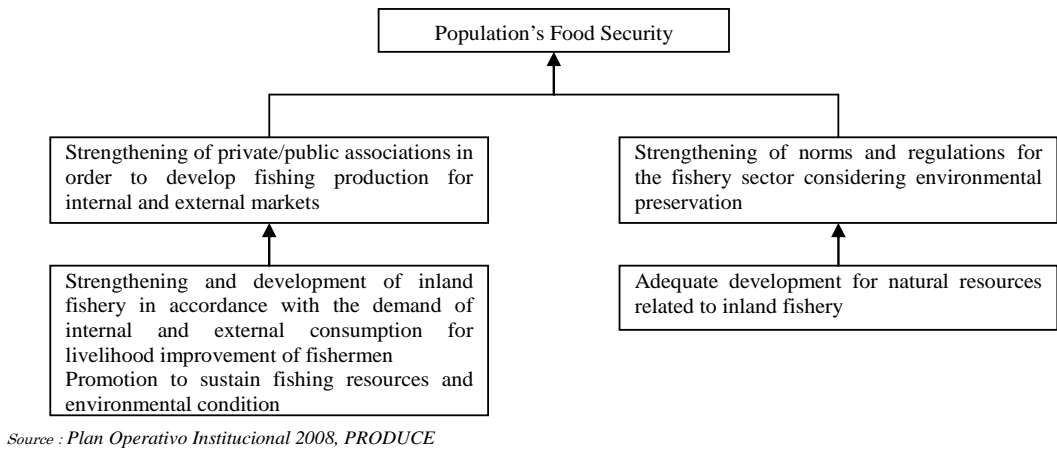 Population’s Food Security
Strengthening of private/public associations in
order to develop fishing production for
internal and external markets
Strengthening of norms and regulations for
the fishery sector considering environmental
preservation
Strengthening and development of inland
fishery in accordance with the demand of
internal and external consumption for
livelihood improvement of fishermen
Promotion to sustain fishing resources and
environmental condition
Adequate development for natural resources
related to inland fishery
Source : Plan Operativo Institucional 2008, PRODUCE